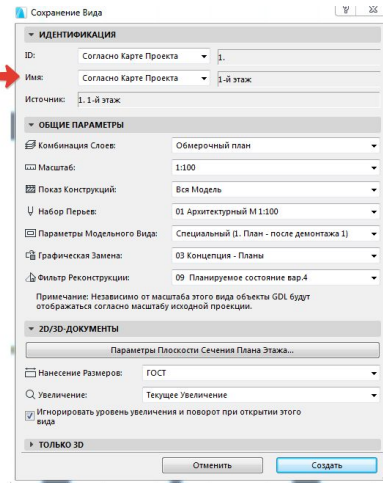 Сохранение Вида
ИДЕНТИФИКАЦИЯ
ID: Согласно Карте Проекта 1.
Имя: Согласно Карте Проекта 1-й этаж
Источник: 1. 1-й этаж
ОБЩИЕ ПАРАМЕТРЫ
Комбинация Слоев: Обмерочный план
Масштаб: 1:100
Показ Конструкций: Вся Модель
Набор Перьев: 01 Архитектурный М 1:100
Параметры Модельного Вида: Специальный (1. План - после демонтажа 1)
Графическая Замена: 03 Концепция - Планы
Фильтр Реконструкции: 09 Планируемое состояние вар.4
Примечание: Независимо от масштаба этого вида объекты GDL будут
отображаться согласно масштабу исходной проекции.
2D/3D-ДОКУМЕНТЫ
Параметры Плоскости Сечения Плана Этажа...
Нанесение Размеров: ГОСТ
Увеличение: Текущее Увеличение
Игнорировать уровень увеличения и поворот при открытии этого
вида
ТОЛЬКО 3D
Отменить Создать